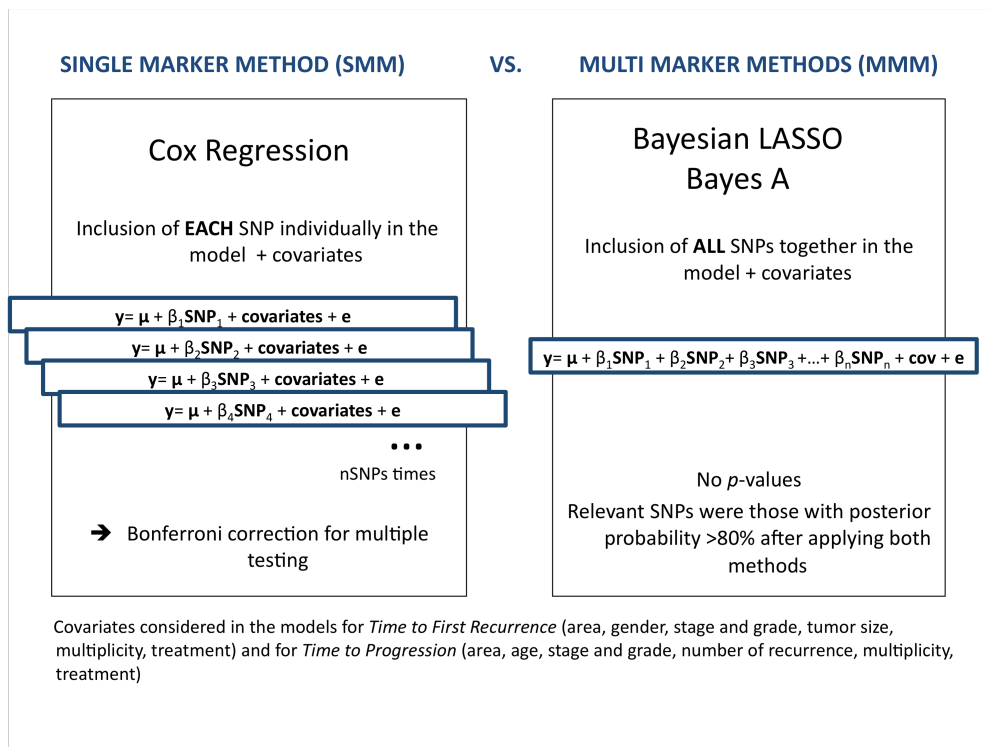 SINGLE MARKER METHOD (SMM) VS. MULTI MARKER METHODS (MMM)
Cox Regression
Inclusion of EACH SNP individually in the
model + covariates
y= μ + β₁SNP₁ + covariates + e
y= μ + β₂SNP₂ + covariates + e
y= μ + β₃SNP₃ + covariates + e
y= μ + β₄SNP₄ + covariates + e
...
nSNPs times
➔ Bonferroni correction for multiple
testing
Bayesian LASSO
Bayes A
Inclusion of ALL SNPs together in the
model + covariates
y= μ + β₁SNP₁ + β₂SNP₂+ β₃SNP₃ +...+ βₙSNPₙ + cov + e
No p-values
Relevant SNPs were those with posterior
probability >80% after applying both
methods
Covariates considered in the models for Time to First Recurrence (area, gender, stage and grade, tumor size,
multiplicity, treatment) and for Time to Progression (area, age, stage and grade, number of recurrence, multiplicity,
treatment)